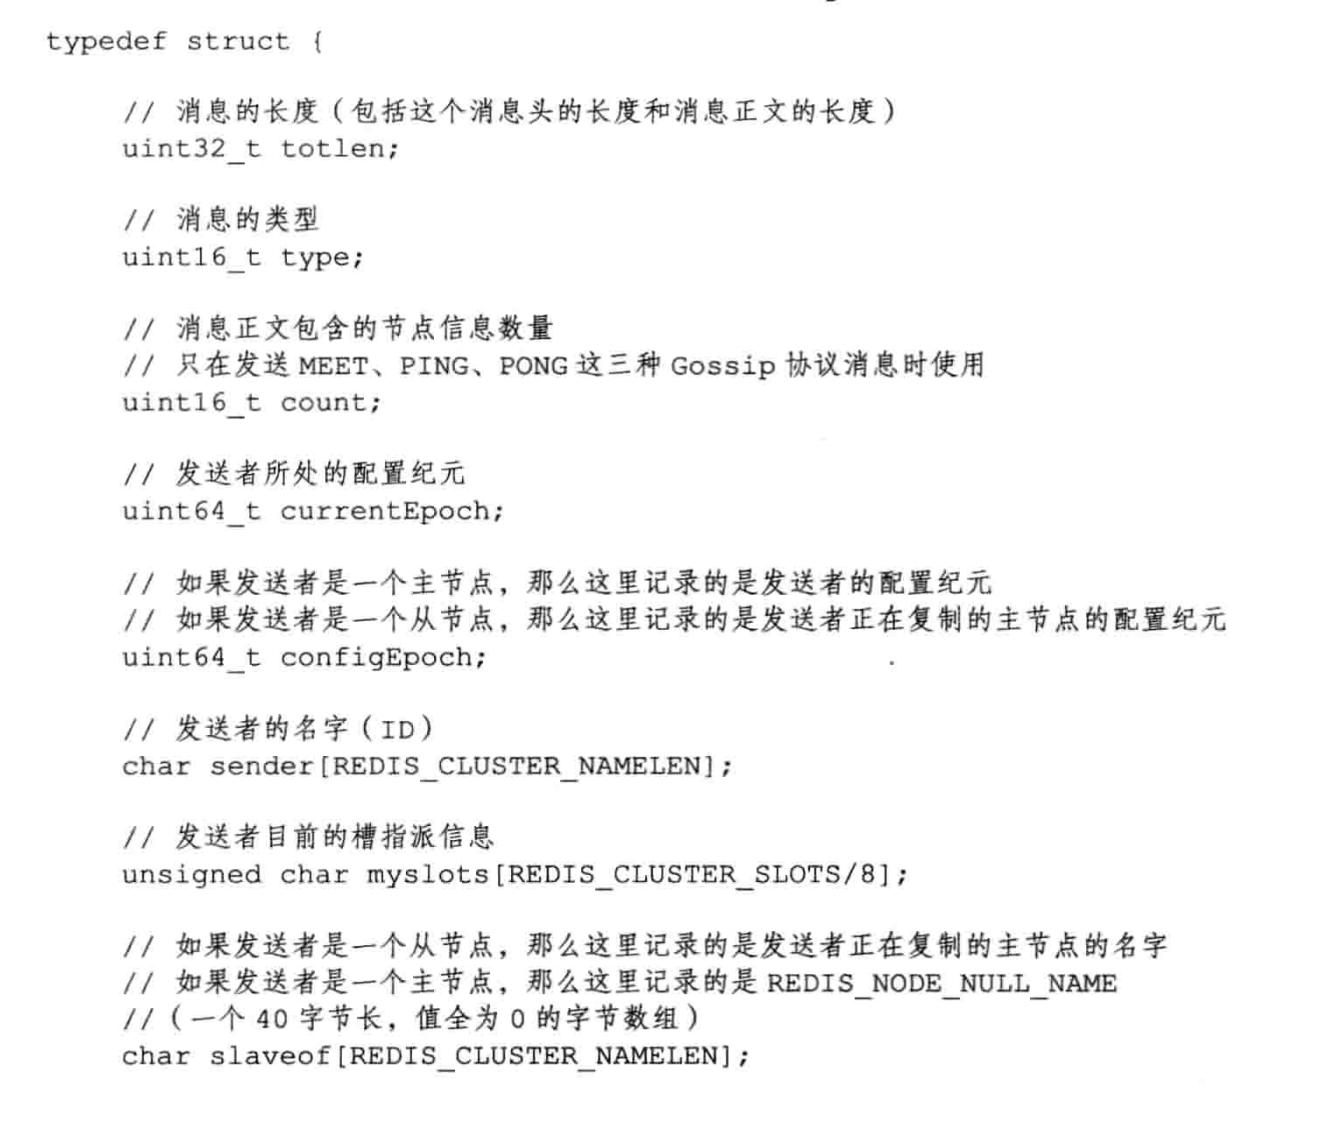 typedef struct {
// 消息的长度（包括这个消息头的长度和消息正文的长度）
uint32_t totlen;
// 消息的类型
uint16_t type;
// 消息正文包含的节点信息数量
// 只在发送 MEET、PING、PONG 这三种 Gossip 协议消息时使用
uint16_t count;
// 发送者所处的配置纪元
uint64_t currentEpoch;
// 如果发送者是一个主节点，那么这里记录的是发送者的配置纪元
// 如果发送者是一个从节点，那么这里记录的是发送者正在复制的主节点的配置纪元
uint64_t configEpoch;
// 发送者的名字（ID）
char sender[REDIS_CLUSTER_NAMELEN];
// 发送者目前的槽指派信息
unsigned char myslots[REDIS_CLUSTER_SLOTS/8];
// 如果发送者是一个从节点，那么这里记录的是发送者正在复制的主节点的名字
// 如果发送者是一个主节点，那么这里记录的是 REDIS_NODE_NULL_NAME
//（一个 40 字节长，值全为 0 的字节数组）
char slaveof[REDIS_CLUSTER_NAMELEN];